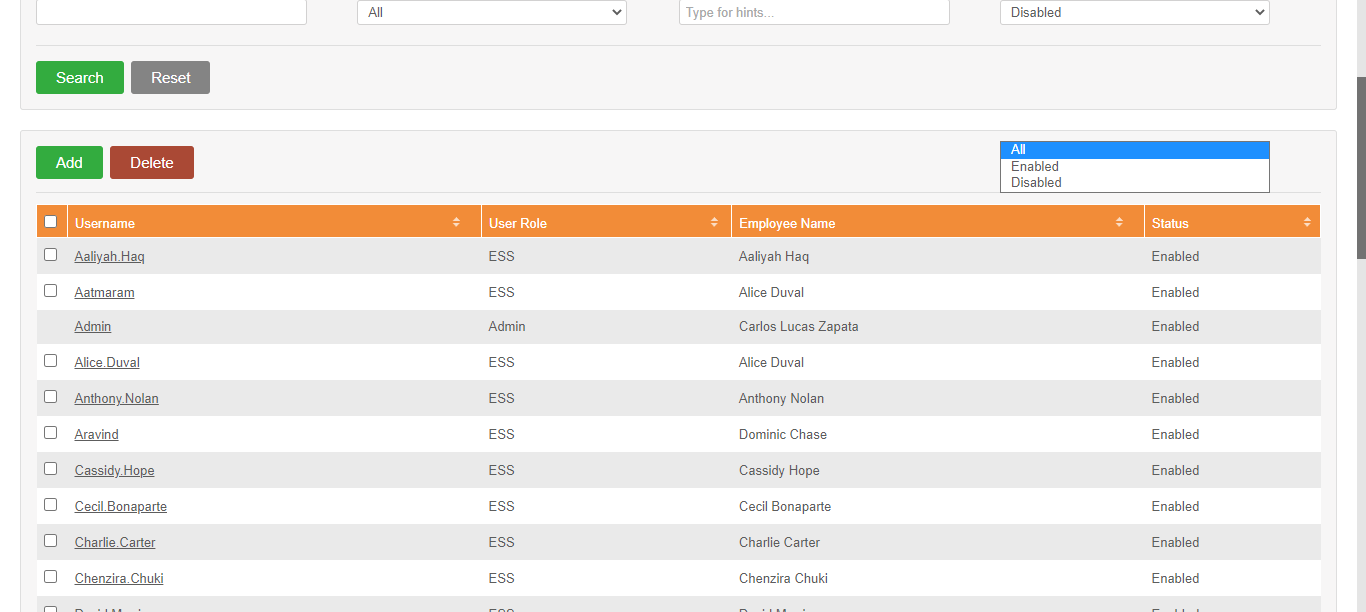 All Type for hints... Disabled
Search Reset
Add Delete
All
Enabled
Disabled
Username User Role Employee Name Status
Aaliyah.Haq ESS Aaliyah Haq Enabled
Aatmaram ESS Alice Duval Enabled
Admin Admin Carlos Lucas Zapata Enabled
Alice.Duval ESS Alice Duval Enabled
Anthony.Nolan ESS Anthony Nolan Enabled
Aravind ESS Dominic Chase Enabled
Cassidy.Hope ESS Cassidy Hope Enabled
Cecil.Bonaparte ESS Cecil Bonaparte Enabled
Charlie.Carter ESS Charlie Carter Enabled
Chenzira.Chuki ESS Chenzira Chuki Enabled